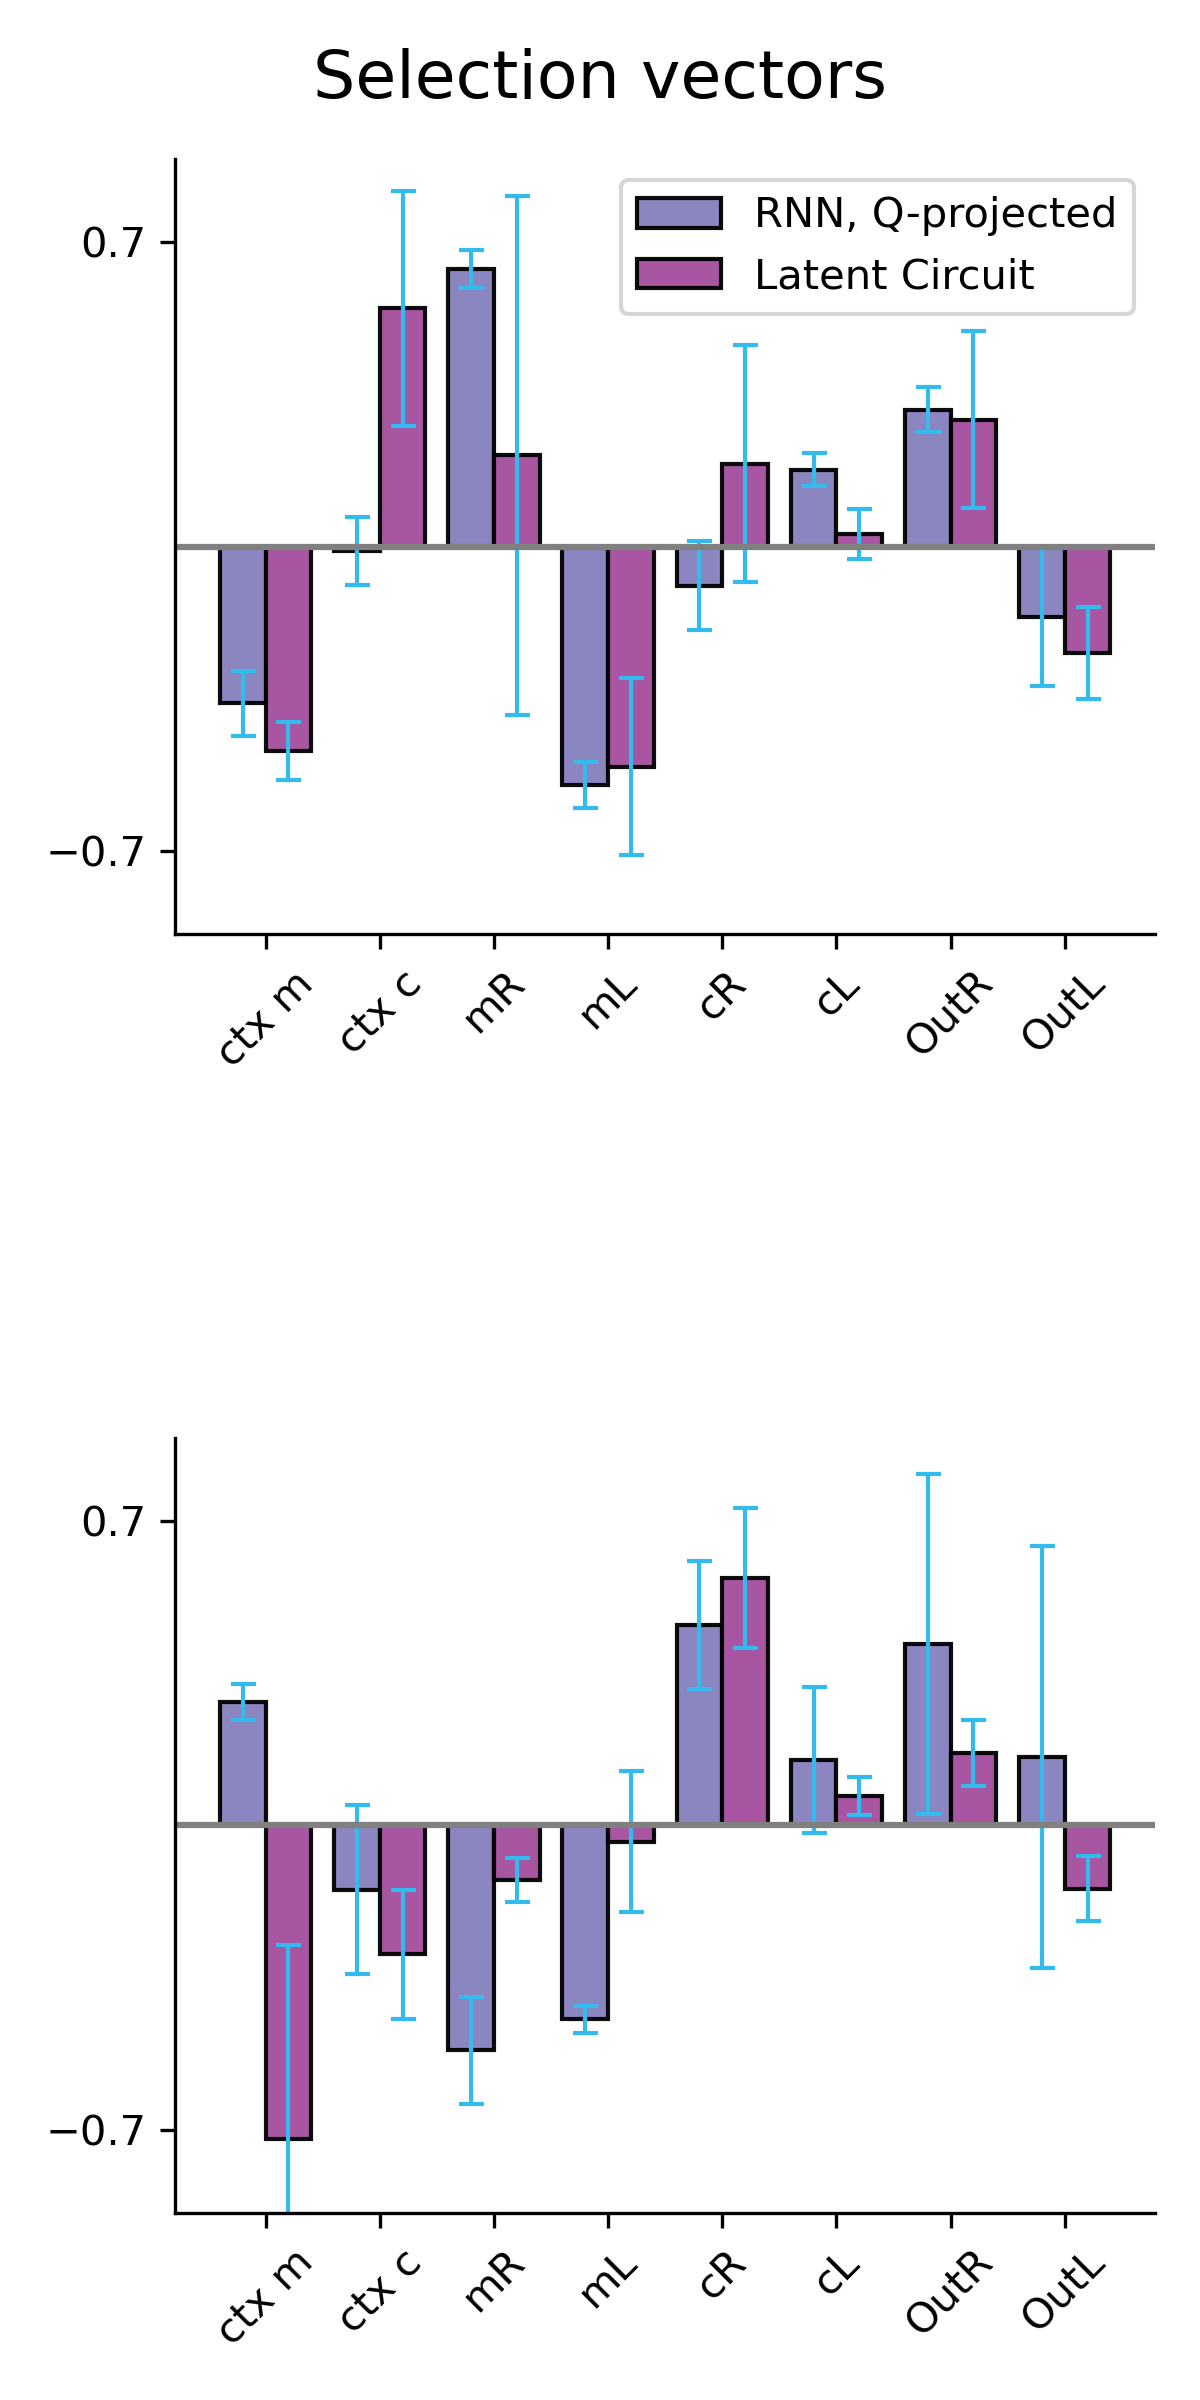 Selection vectors
0.7
−0.7
RNN, Q-projected
Latent Circuit
ctx m
ctx c
mR
mL
cR
cL
OutR
OutL
0.7
−0.7
ctx m
ctx c
mR
mL
cR
cL
OutR
OutL